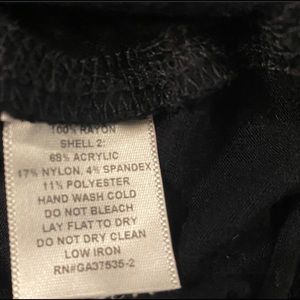 100% RAYON
SHELL 2:
68% ACRYLIC
17% NYLON, 4% SPANDEX
11% POLYESTER
HAND WASH COLD
DO NOT BLEACH
LAY FLAT TO DRY
DO NOT DRY CLEAN
LOW IRON
RN#GA37535-2